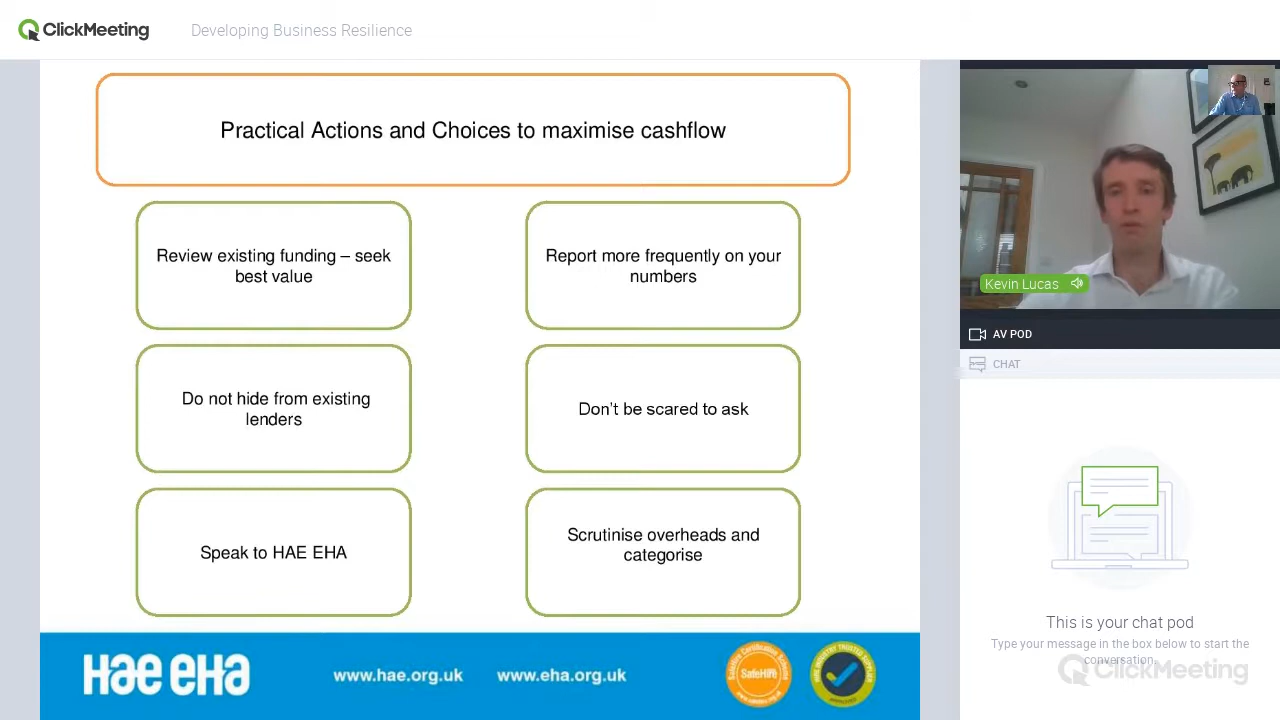 ClickMeeting
Developing Business Resilience
Practical Actions and Choices to maximise cashflow
Review existing funding – seek
best value
Report more frequently on your
numbers
Do not hide from existing
lenders
Don't be scared to ask
Speak to HAE EHA
Scrutinise overheads and
categorise
HAE EHA
www.hae.org.uk
www.eha.org.uk
SafeHire
Kevin Lucas
AV POD
CHAT
This is your chat pod
Type your message in the box below to start the
conversation.
ClickMeeting